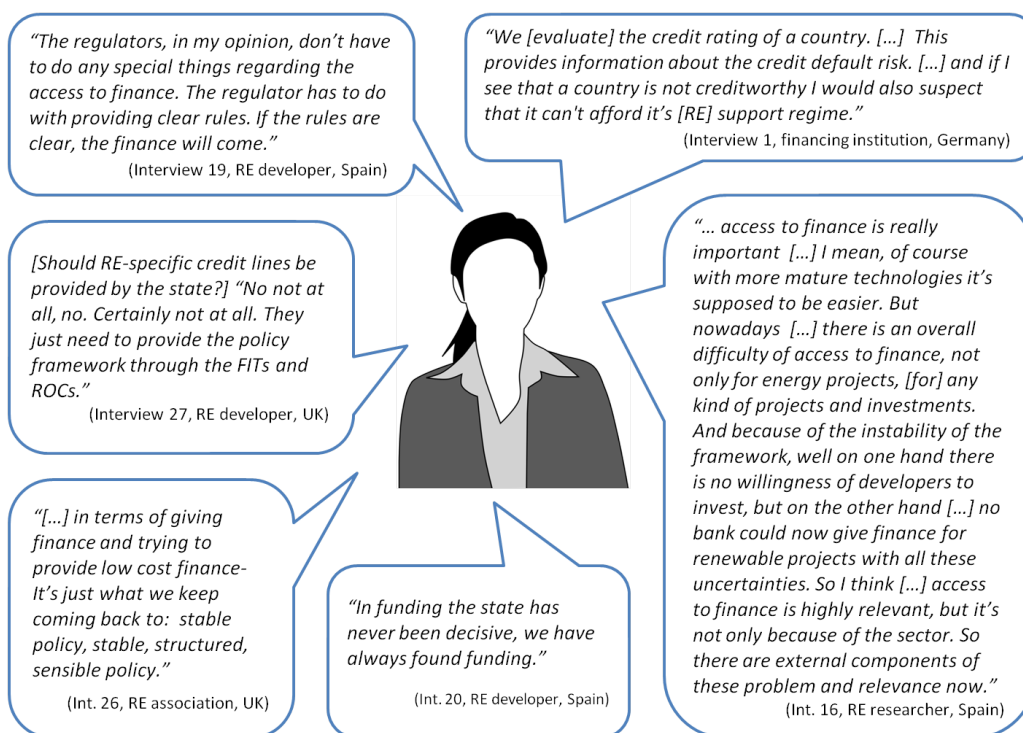 “The regulators, in my opinion, don’t have
to do any special things regarding the
access to finance. The regulator has to do
with providing clear rules. If the rules are
clear, the finance will come.”
(Interview 19, RE developer, Spain)
“We [evaluate] the credit rating of a country. […]  This
provides information about the credit default risk. […] and if I
see that a country is not creditworthy I would also suspect
that it can't afford it’s [RE] support regime.”
(Interview 1, financing institution, Germany)
[Should RE-specific credit lines be
provided by the state?] “No not at
all, no. Certainly not at all. They
just need to provide the policy
framework through the FITs and
ROCs.”
(Interview 27, RE developer, UK)
“… access to finance is really
important  […] I mean, of course
with more mature technologies it’s
supposed to be easier. But
nowadays  […] there is an overall
difficulty of access to finance, not
only for energy projects, [for] any
kind of projects and investments.
And because of the instability of the
framework, well on one hand there
is no willingness of developers to
invest, but on the other hand […] no
bank could now give finance for
renewable projects with all these
uncertainties. So I think […] access
to finance is highly relevant, but it’s
not only because of the sector. So
there are external components of
these problem and relevance now.”
(Int. 16, RE researcher, Spain)
“[…] in terms of giving
finance and trying to
provide low cost finance-
It’s just what we keep
coming back to:  stable
policy, stable, structured,
sensible policy.”
(Int. 26, RE association, UK)
“In funding the state has
never been decisive, we have
always found funding.”
(Int. 20, RE developer, Spain)